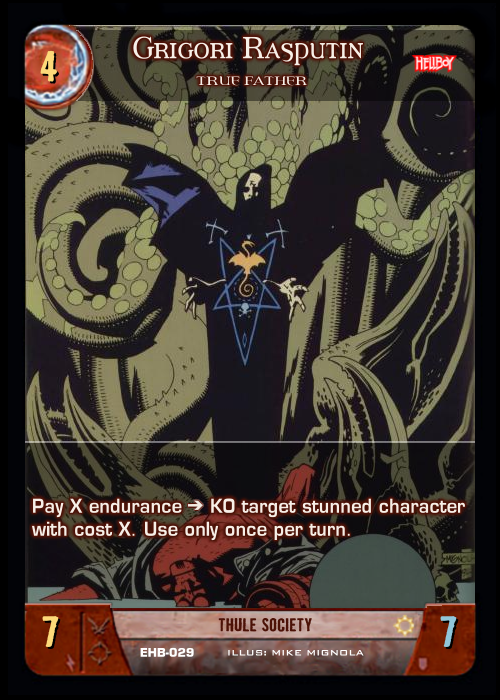 4
GRIGORI RASPUTIN
HELLBOY
TRUE FATHER
Pay X endurance ➔ KO target stunned character
with cost X. Use only once per turn.
7
THULE SOCIETY
7
EHB-029
ILLUS: MIKE MIGNOLA